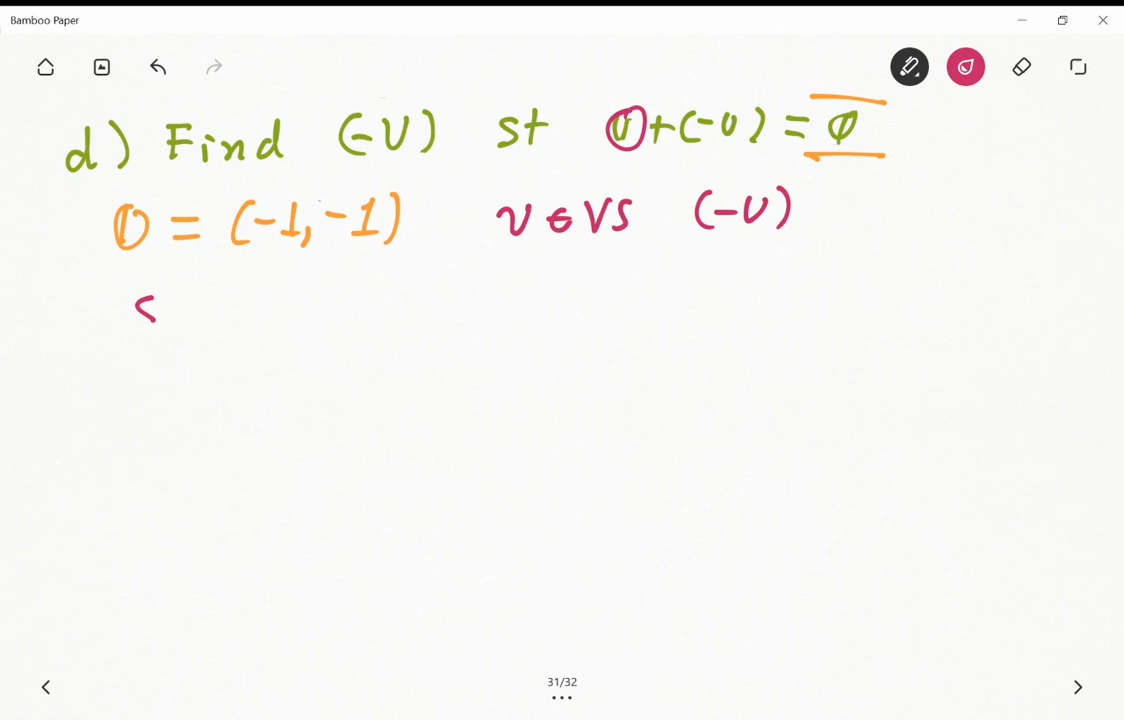 Bamboo Paper
d) Find (-v) st v+(-v) = 0
0 = (-1, -1) v ∈ VS (-v)
31/32